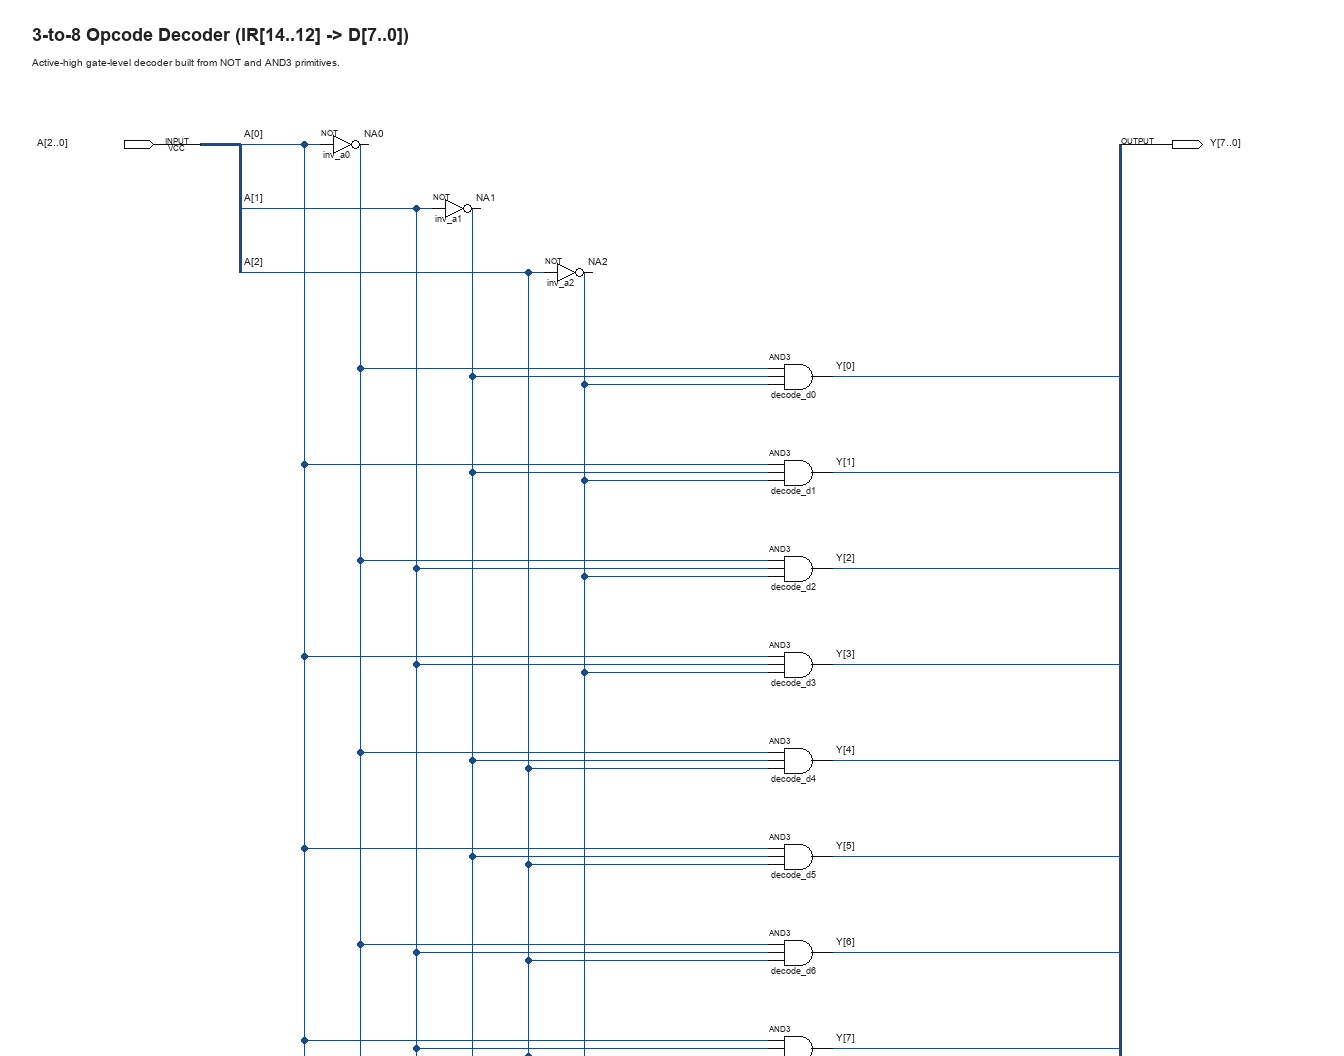 3-to-8 Opcode Decoder (IR[14..12] -> D[7..0])
Active-high gate-level decoder built from NOT and AND3 primitives.
A[2..0]
INPUT
VCC
A[0]
NOT
NA0
inv_a0
OUTPUT
Y[7..0]
A[1]
NOT
NA1
inv_a1
A[2]
NOT
NA2
inv_a2
AND3
Y[0]
decode_d0
AND3
Y[1]
decode_d1
AND3
Y[2]
decode_d2
AND3
Y[3]
decode_d3
AND3
Y[4]
decode_d4
AND3
Y[5]
decode_d5
AND3
Y[6]
decode_d6
AND3
Y[7]